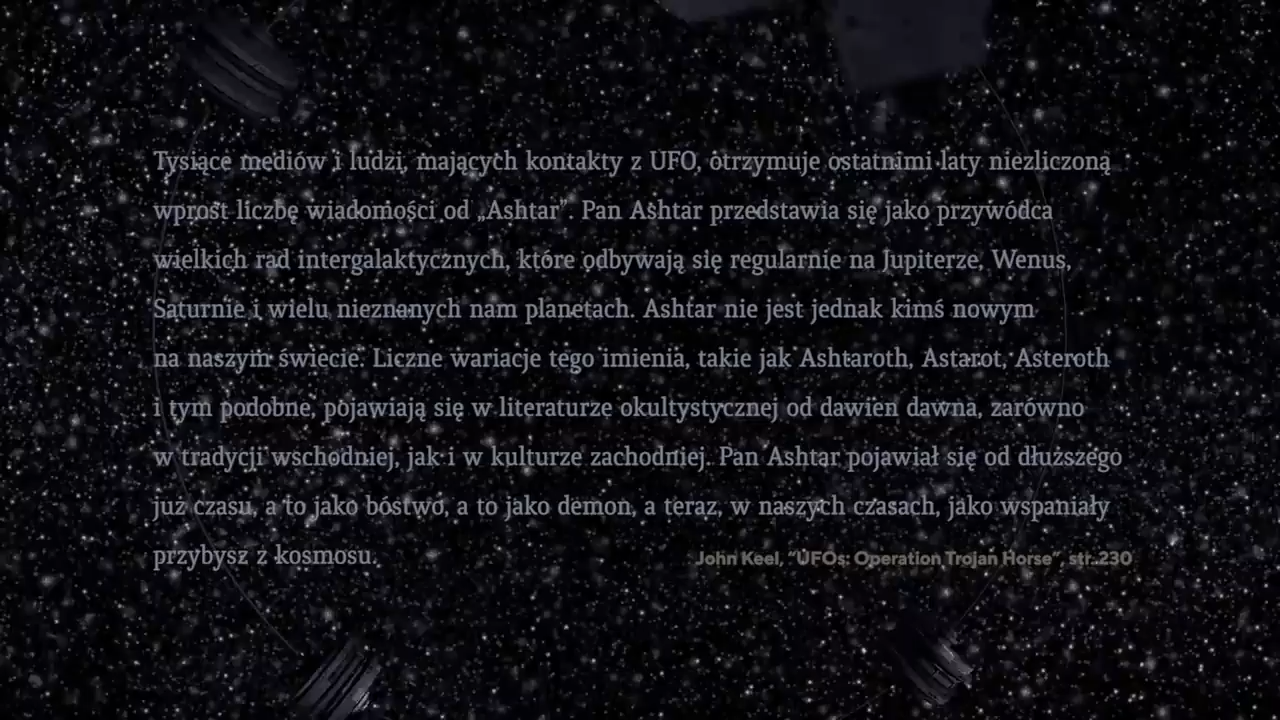 Tysiące mediów i ludzi, mających kontakty z UFO, otrzymuje ostatnimi laty niezliczoną
wprost liczbę wiadomości od „Ashtar”. Pan Ashtar przedstawia się jako przywódca
wielkich rad intergalaktycznych, które odbywają się regularnie na Jupiterze, Wenus,
Saturnie i wielu nieznanych nam planetach. Ashtar nie jest jednak kimś nowym
na naszym świecie. Liczne wariacje tego imienia, takie jak Ashtaroth, Astarot, Asteroth
i tym podobne, pojawiają się w literaturze okultystycznej od dawien dawna, zarówno
w tradycji wschodniej, jak i w kulturze zachodniej. Pan Ashtar pojawiał się od dłuższego
już czasu, a to jako bóstwo, a to jako demon, a teraz, w naszych czasach, jako wspaniały
przybysz z kosmosu.
John Keel, “UFOs: Operation Trojan Horse”, str. 230